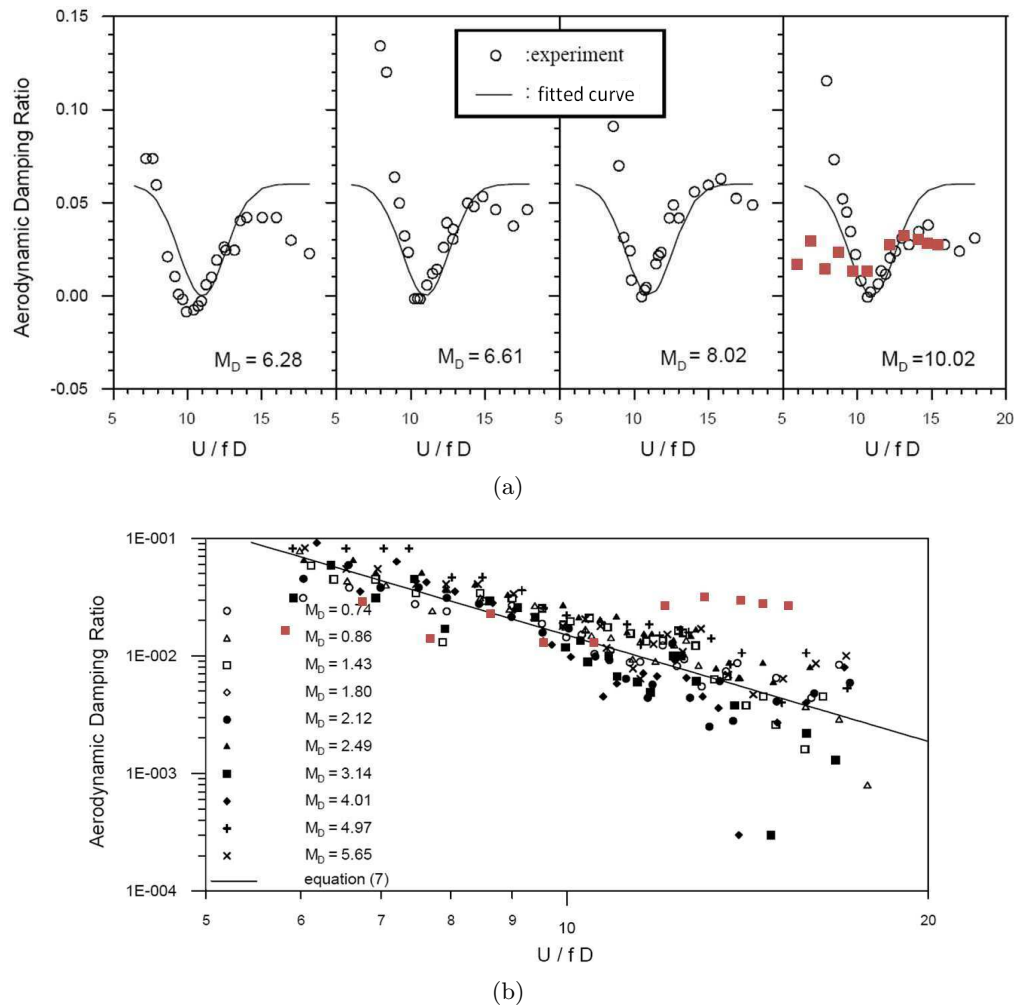 0.15
0.10
0.05
0.00
-0.05
Aerodynamic Damping Ratio
:experiment
: fitted curve
M_D = 6.28
M_D = 6.61
M_D = 8.02
M_D = 10.02
5 10 15 5 10 15 5 10 15 5 10 15 20
U / f D U / f D U / f D U / f D
(a)
1E-001
1E-002
1E-003
1E-004
Aerodynamic Damping Ratio
M_D = 0.74
M_D = 0.86
M_D = 1.43
M_D = 1.80
M_D = 2.12
M_D = 2.49
M_D = 3.14
M_D = 4.01
M_D = 4.97
M_D = 5.65
equation (7)
5 6 7 8 9 10 20
U / f D
(b)